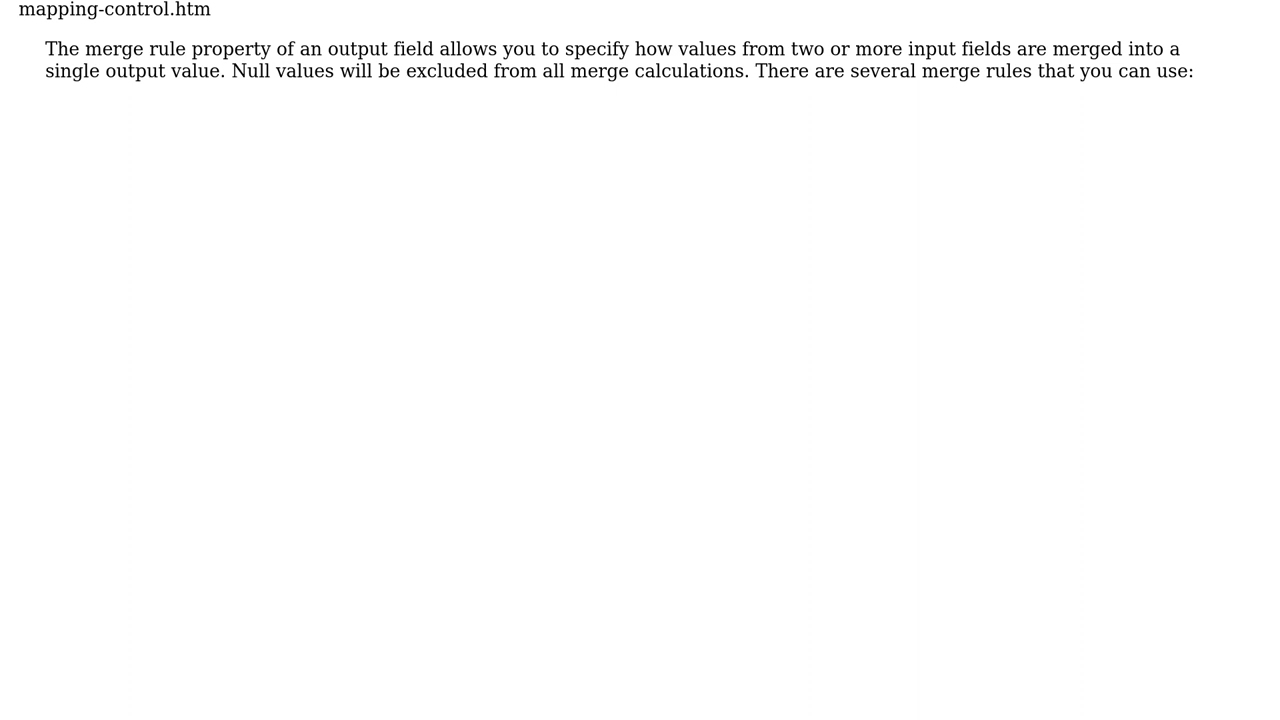 mapping-control.htm
The merge rule property of an output field allows you to specify how values from two or more input fields are merged into a
single output value. Null values will be excluded from all merge calculations. There are several merge rules that you can use: